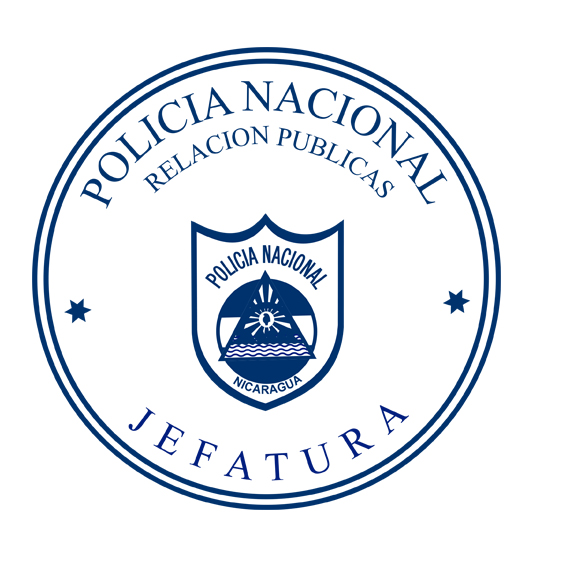 POLICIA NACIONAL
RELACION PUBLICAS
POLICIA NACIONAL
NICARAGUA
JEFATURA